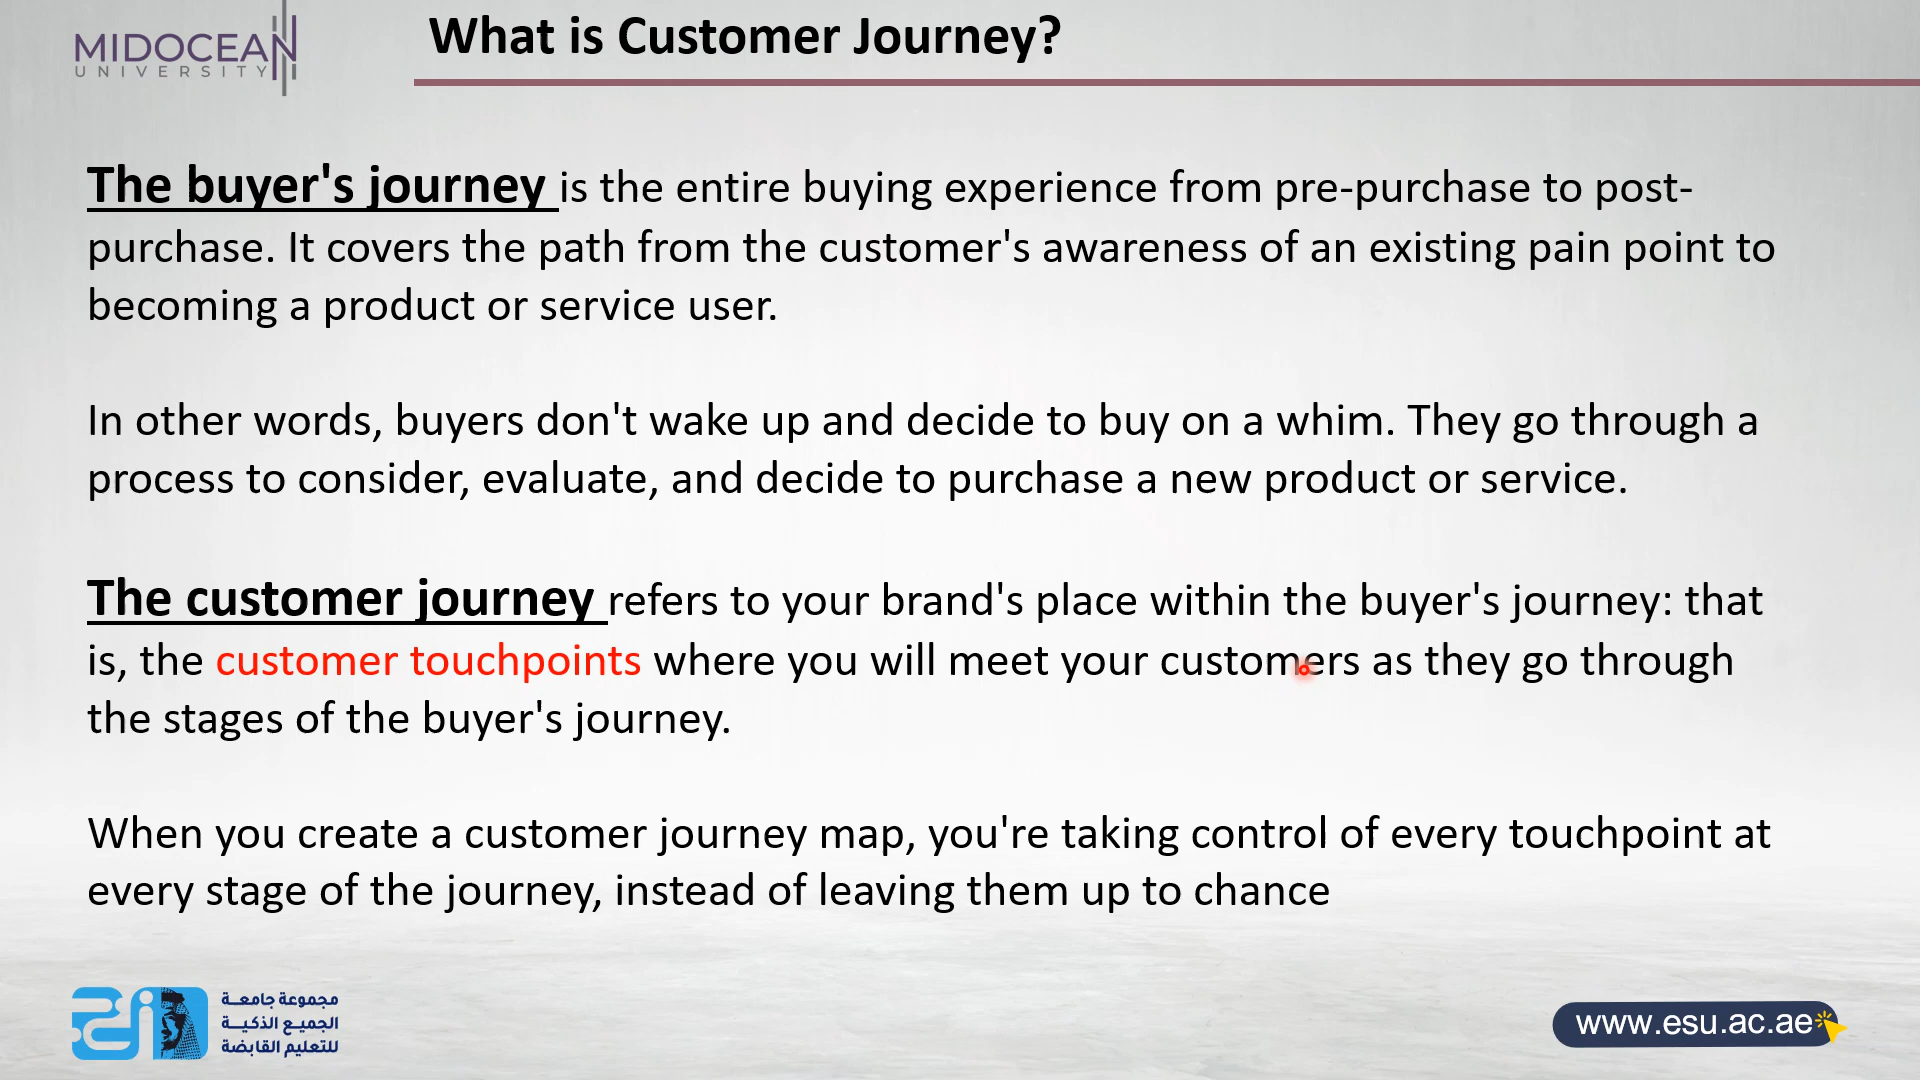 MIDOCEAN
UNIVERSITY
What is Customer Journey?
The buyer's journey is the entire buying experience from pre-purchase to post-
purchase. It covers the path from the customer's awareness of an existing pain point to
becoming a product or service user.
In other words, buyers don't wake up and decide to buy on a whim. They go through a
process to consider, evaluate, and decide to purchase a new product or service.
The customer journey refers to your brand's place within the buyer's journey: that
is, the customer touchpoints where you will meet your customers as they go through
the stages of the buyer's journey.
When you create a customer journey map, you're taking control of every touchpoint at
every stage of the journey, instead of leaving them up to chance
مجموعة جامعة
الجميع الذكية
للتعليم القابضة
www.esu.ac.ae